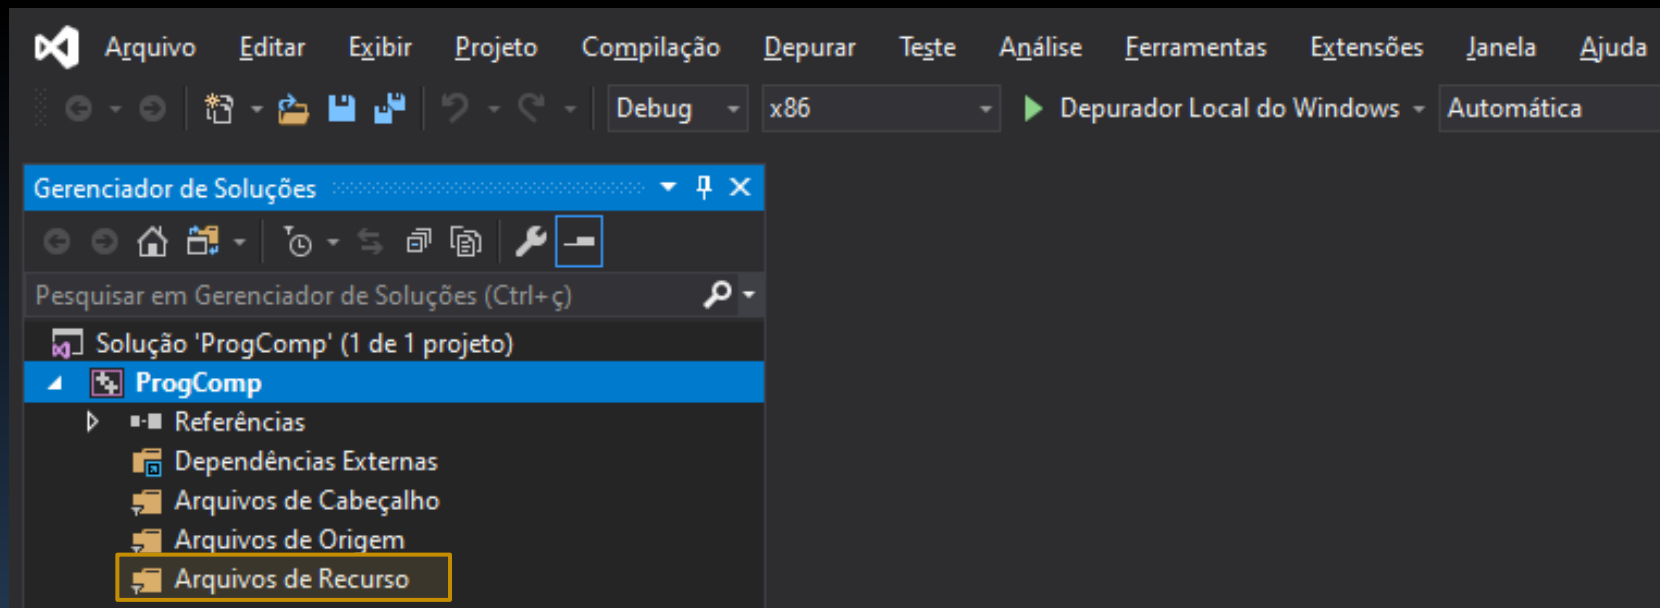 Arquivo Editar Exibir Projeto Compilação Depurar Teste Análise Ferramentas Extensões Janela Ajuda
Debug x86 Depurador Local do Windows Automática
Gerenciador de Soluções
Pesquisar em Gerenciador de Soluções (Ctrl+ç)
Solução 'ProgComp' (1 de 1 projeto)
ProgComp
Referências
Dependências Externas
Arquivos de Cabeçalho
Arquivos de Origem
Arquivos de Recurso